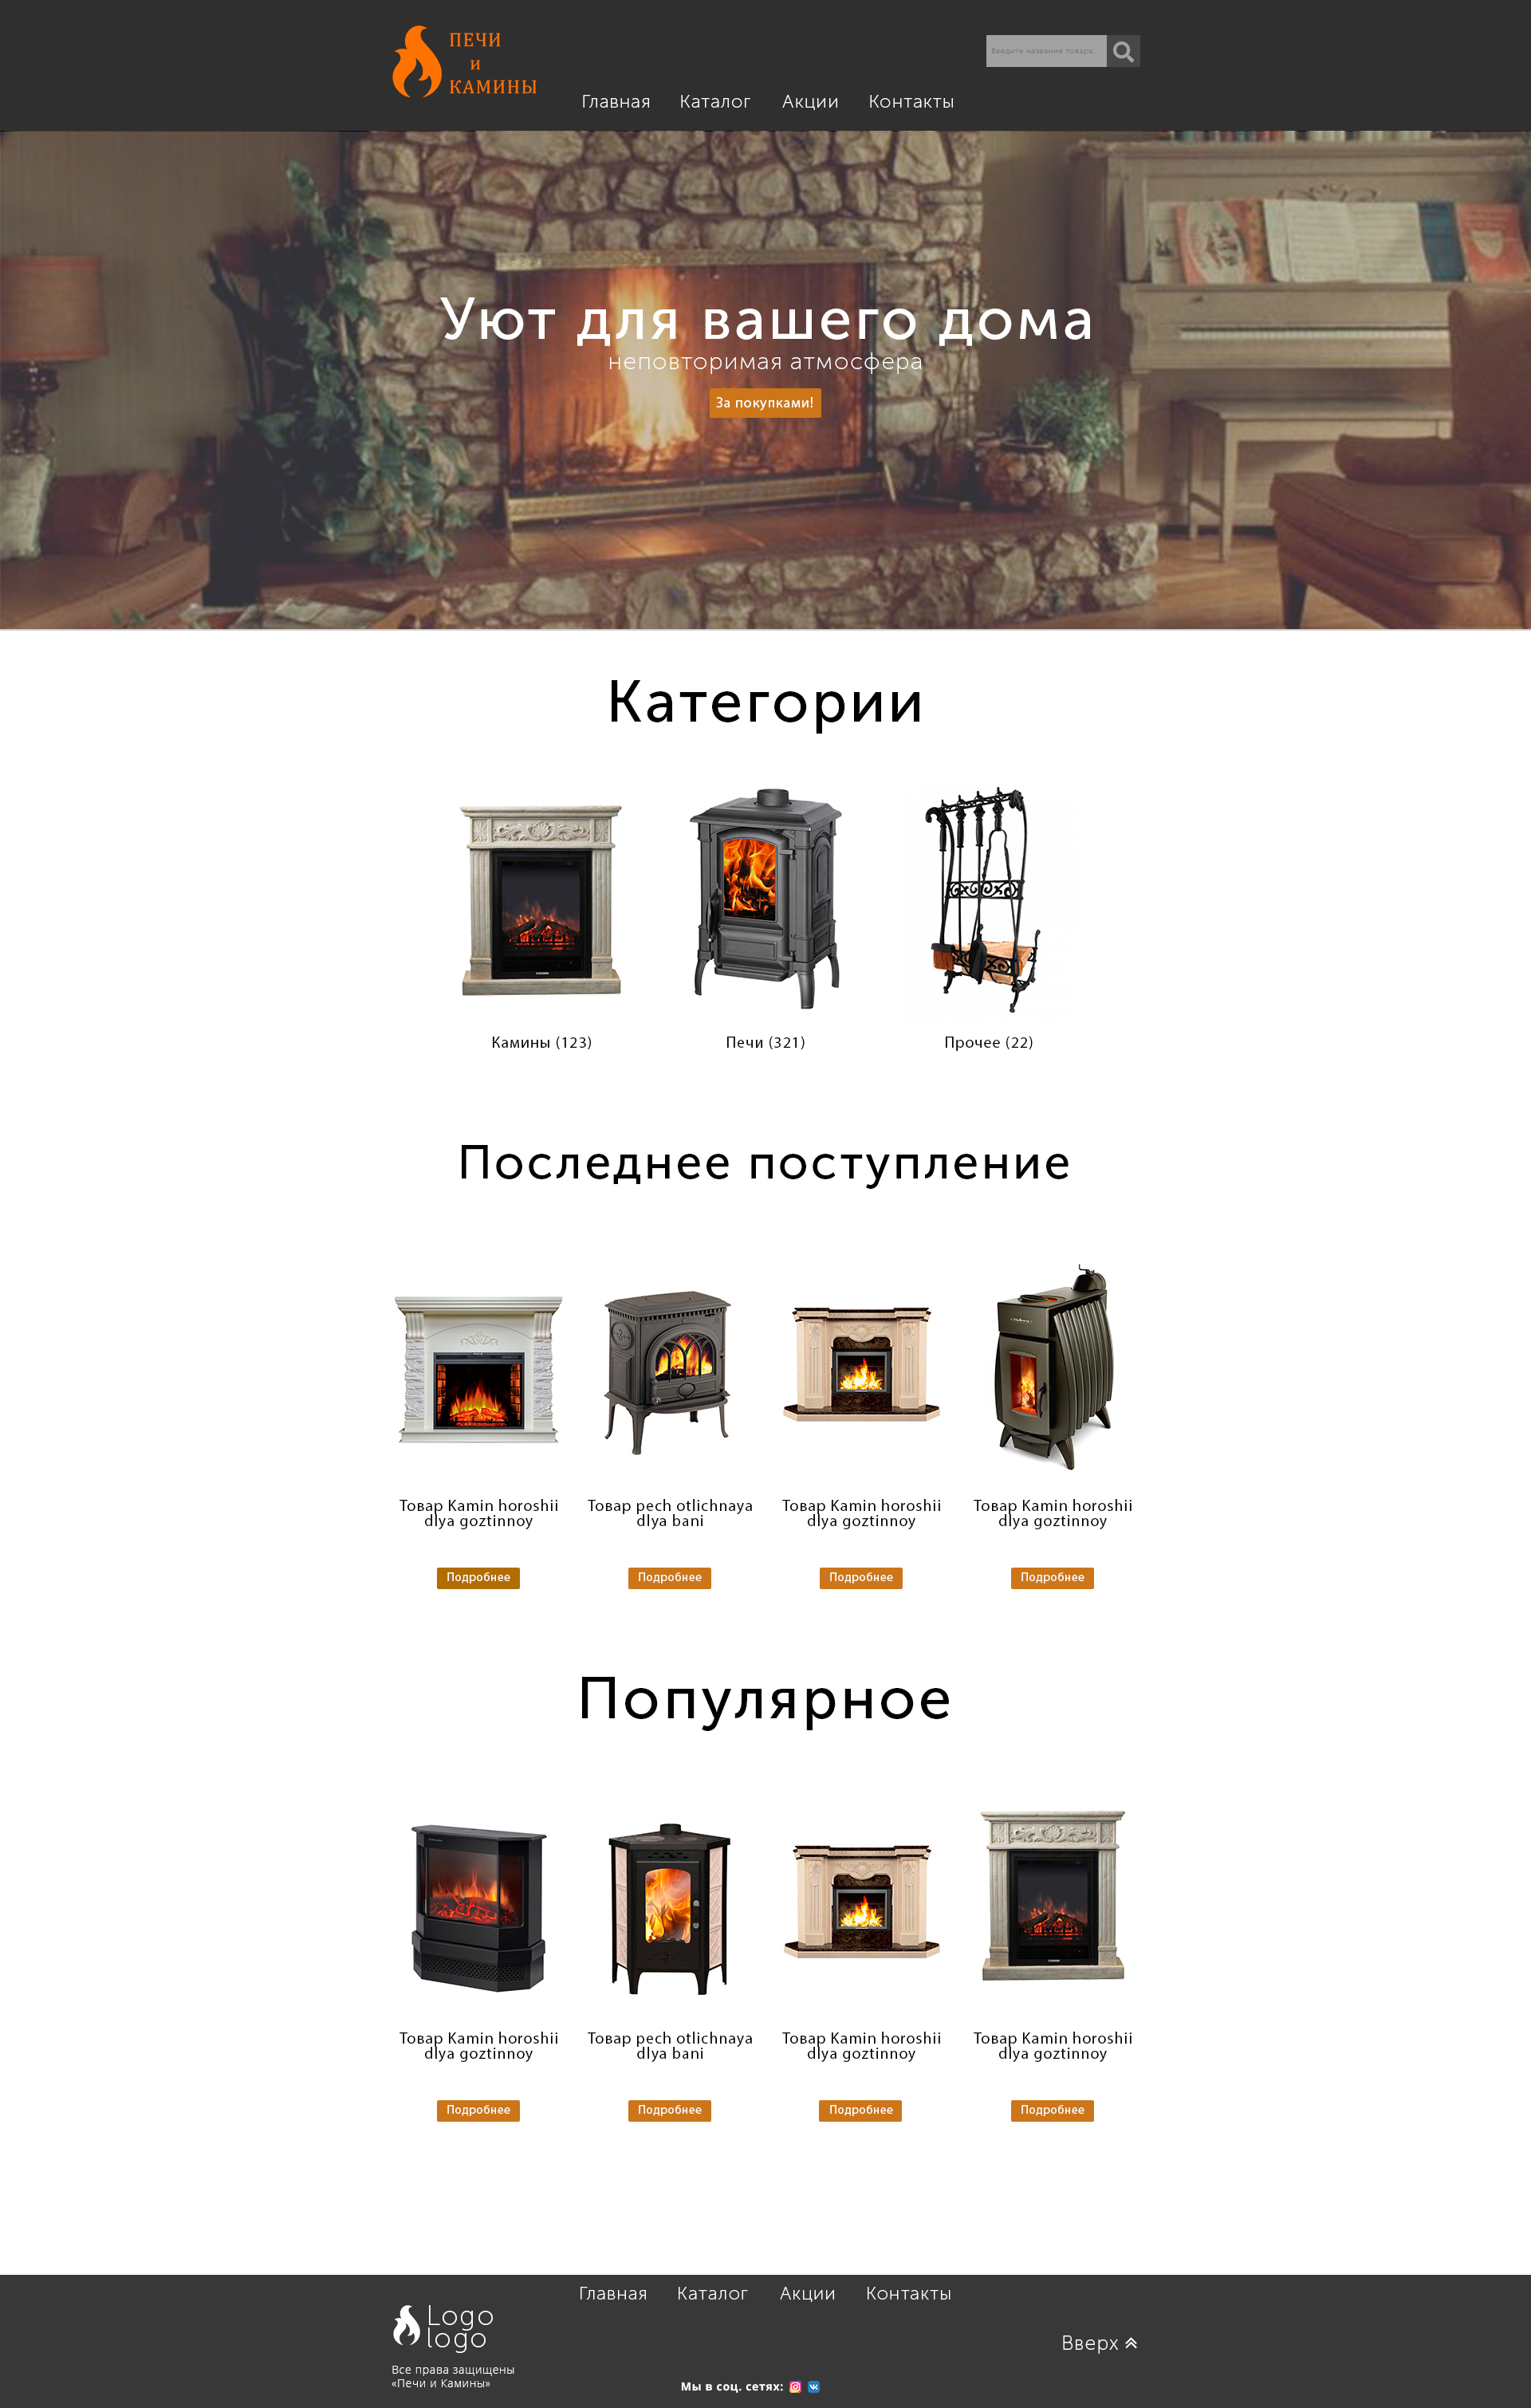 ПЕЧИ
и
КАМИНЫ
Введите название товара...
Главная Каталог Акции Контакты
Уют для вашего дома
неповторимая атмосфера
За покупками!
Категории
Камины (123) Печи (321) Прочее (22)
Последнее поступление
Товар Kamin horoshii
dlya goztinnoy
Товар pech otlichnaya
dlya bani
Товар Kamin horoshii
dlya goztinnoy
Товар Kamin horoshii
dlya goztinnoy
Подробнее Подробнее Подробнее Подробнее
Популярное
Товар Kamin horoshii
dlya goztinnoy
Товар pech otlichnaya
dlya bani
Товар Kamin horoshii
dlya goztinnoy
Товар Kamin horoshii
dlya goztinnoy
Подробнее Подробнее Подробнее Подробнее
Главная Каталог Акции Контакты
Logo
logo
Вверх
Все права защищены
«Печи и Камины»
Мы в соц. сетях: